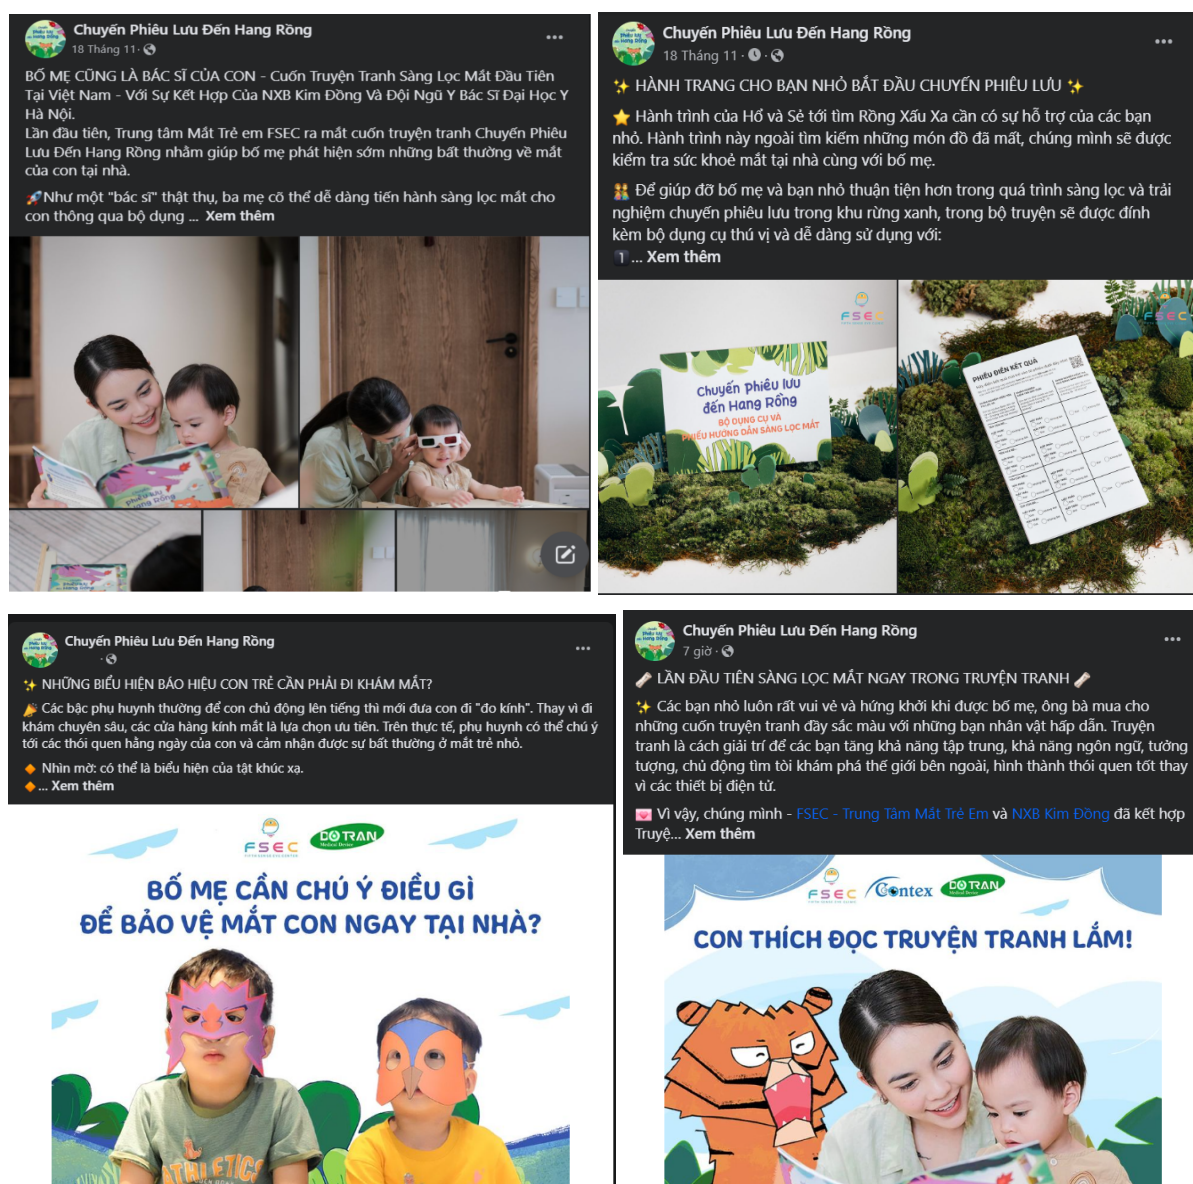 Chuyến Phiêu Lưu Đến Hang Rồng
18 Tháng 11 ·
BỐ MẸ CŨNG LÀ BÁC SĨ CỦA CON - Cuốn Truyện Tranh Sàng Lọc Mắt Đầu Tiên
Tại Việt Nam - Với Sự Kết Hợp Của NXB Kim Đồng Và Đội Ngũ Y Bác Sĩ Đại Học Y
Hà Nội.
Lần đầu tiên, Trung tâm Mắt Trẻ em FSEC ra mắt cuốn truyện tranh Chuyến Phiêu
Lưu Đến Hang Rồng nhằm giúp bố mẹ phát hiện sớm những bất thường về mắt
của con tại nhà.
🚀Như một "bác sĩ" thật thụ, ba mẹ cõ thể dễ dàng tiến hành sàng lọc mắt cho
con thông qua bộ dụng ... Xem thêm
phiêu lưu
hang Rồng
Chuyến Phiêu Lưu Đến Hang Rồng
18 Tháng 11 ·
✨ HÀNH TRANG CHO BẠN NHỎ BẮT ĐẦU CHUYẾN PHIÊU LƯU ✨
⭐ Hành trình của Hổ và Sẻ tới tìm Rồng Xấu Xa cần có sự hỗ trợ của các bạn
nhỏ. Hành trình này ngoài tìm kiếm những món đồ đã mất, chúng mình sẽ được
kiểm tra sức khoẻ mắt tại nhà cùng với bố mẹ.
👫 Để giúp đỡ bố mẹ và bạn nhỏ thuận tiện hơn trong quá trình sàng lọc và trải
nghiệm chuyến phiêu lưu trong khu rừng xanh, trong bộ truyện sẽ được đính
kèm bộ dụng cụ thú vị và dễ dàng sử dụng với:
1 ... Xem thêm
FSEC
Chuyến phiêu lưu
đến Hang Rồng
BỘ DỤNG CỤ VÀ
PHIẾU HƯỚNG DẪN SÀNG LỌC MẮT
FSEC
PHIẾU ĐIỀN KẾT QUẢ
Chuyến Phiêu Lưu Đến Hang Rồng
✨ NHỮNG BIỂU HIỆN BÁO HIỆU CON TRẺ CẦN PHẢI ĐI KHÁM MẮT?
🎉 Các bậc phụ huynh thường để con chủ động lên tiếng thì mới đưa con đi "đo kính". Thay vì đi
khám chuyên sâu, các cửa hàng kính mắt là lựa chọn ưu tiên. Trên thực tế, phụ huynh có thể chú ý
tới các thói quen hằng ngày của con và cảm nhận được sự bất thường ở mắt trẻ nhỏ.
🔸 Nhìn mờ: có thể là biểu hiện của tật khúc xạ.
🔸 ... Xem thêm
FSEC DOTRAN
Medical Device
BỐ MẸ CẦN CHÚ Ý ĐIỀU GÌ
ĐỂ BẢO VỆ MẮT CON NGAY TẠI NHÀ?
ATHLETICS
Chuyến Phiêu Lưu Đến Hang Rồng
7 giờ ·
🦴 LẦN ĐẦU TIÊN SÀNG LỌC MẮT NGAY TRONG TRUYỆN TRANH 🦴
✨ Các bạn nhỏ luôn rất vui vẻ và hứng khởi khi được bố mẹ, ông bà mua cho
những cuốn truyện tranh đầy sắc màu với những bạn nhân vật hấp dẫn. Truyện
tranh là cách giải trí để các bạn tăng khả năng tập trung, khả năng ngôn ngữ, tưởng
tượng, chủ động tìm tòi khám phá thế giới bên ngoài, hình thành thói quen tốt thay
vì các thiết bị điện tử.
💌 Vì vậy, chúng mình - FSEC - Trung Tâm Mắt Trẻ Em và NXB Kim Đồng đã kết hợp
Truyệ... Xem thêm
FSEC Contex DOTRAN
Medical Device
CON THÍCH ĐỌC TRUYỆN TRANH LẮM!